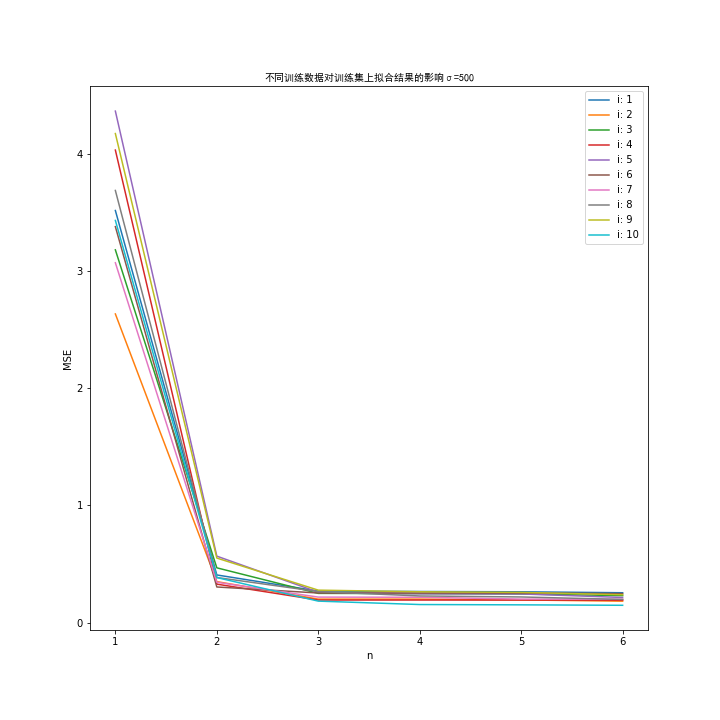 不同训练数据对训练集上拟合结果的影响 σ=500
i: 1
i: 2
i: 3
i: 4
i: 5
i: 6
i: 7
i: 8
i: 9
i: 10
4
3
2
1
0
MSE
1 2 3 4 5 6
n